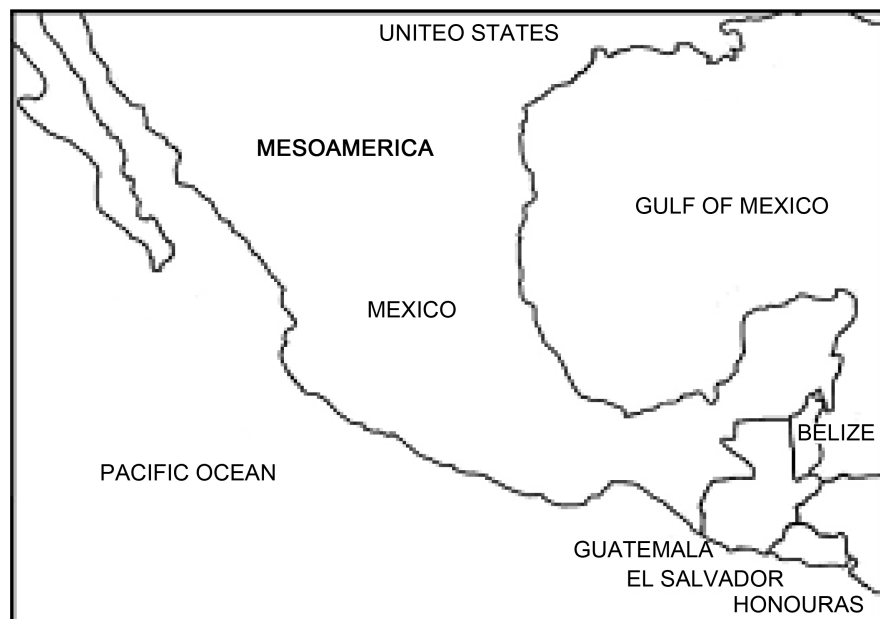 UNITEO STATES
MESOAMERICA
GULF OF MEXICO
MEXICO
BELIZE
PACIFIC OCEAN
GUATEMALA
EL SALVADOR
HONOURAS